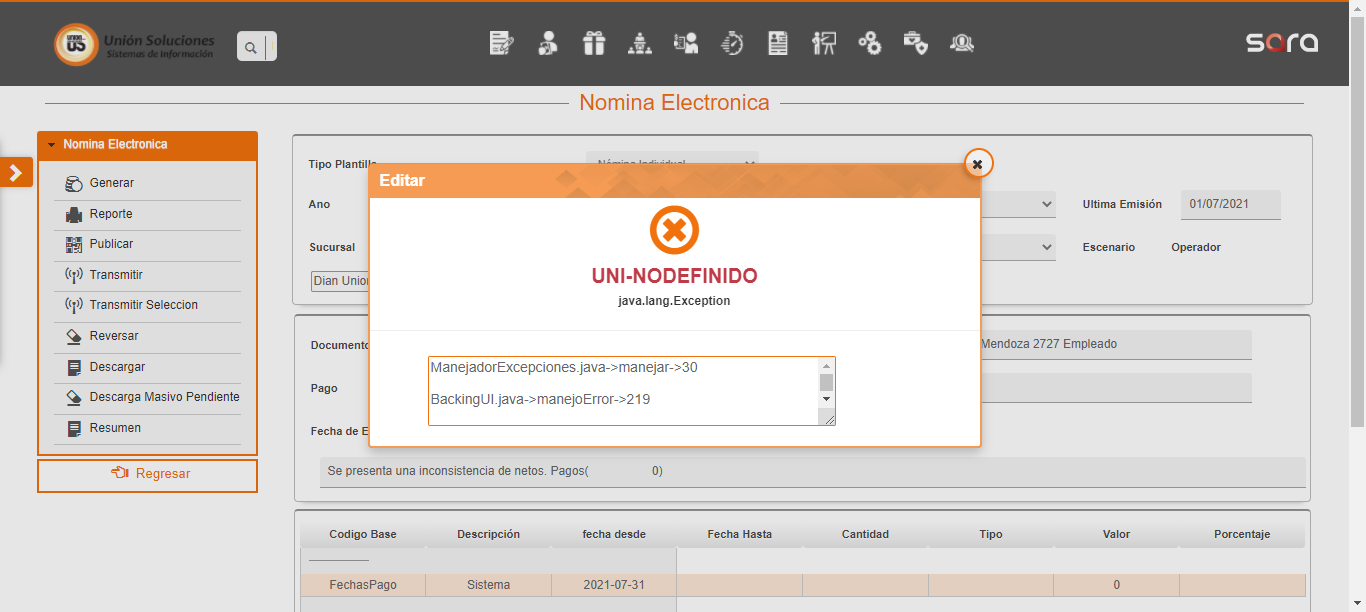 Unión Soluciones
Sistemas de Información
sara
Nomina Electronica
Nomina Electronica
Generar
Reporte
Publicar
Transmitir
Transmitir Seleccion
Reversar
Descargar
Descarga Masivo Pendiente
Resumen
Regresar
Tipo Plantilla
Nómina Individual
Ano
Ultima Emisión
01/07/2021
Sucursal
Escenario
Operador
Dian Union
Editar
UNI-NODEFINIDO
java.lang.Exception
ManejadorExcepciones.java->manejar->30
BackingUI.java->manejoError->219
Documento
Mendoza 2727 Empleado
Pago
Fecha de E
Se presenta una inconsistencia de netos. Pagos( 0)
Codigo Base Descripción fecha desde Fecha Hasta Cantidad Tipo Valor Porcentaje
FechasPago Sistema 2021-07-31 0